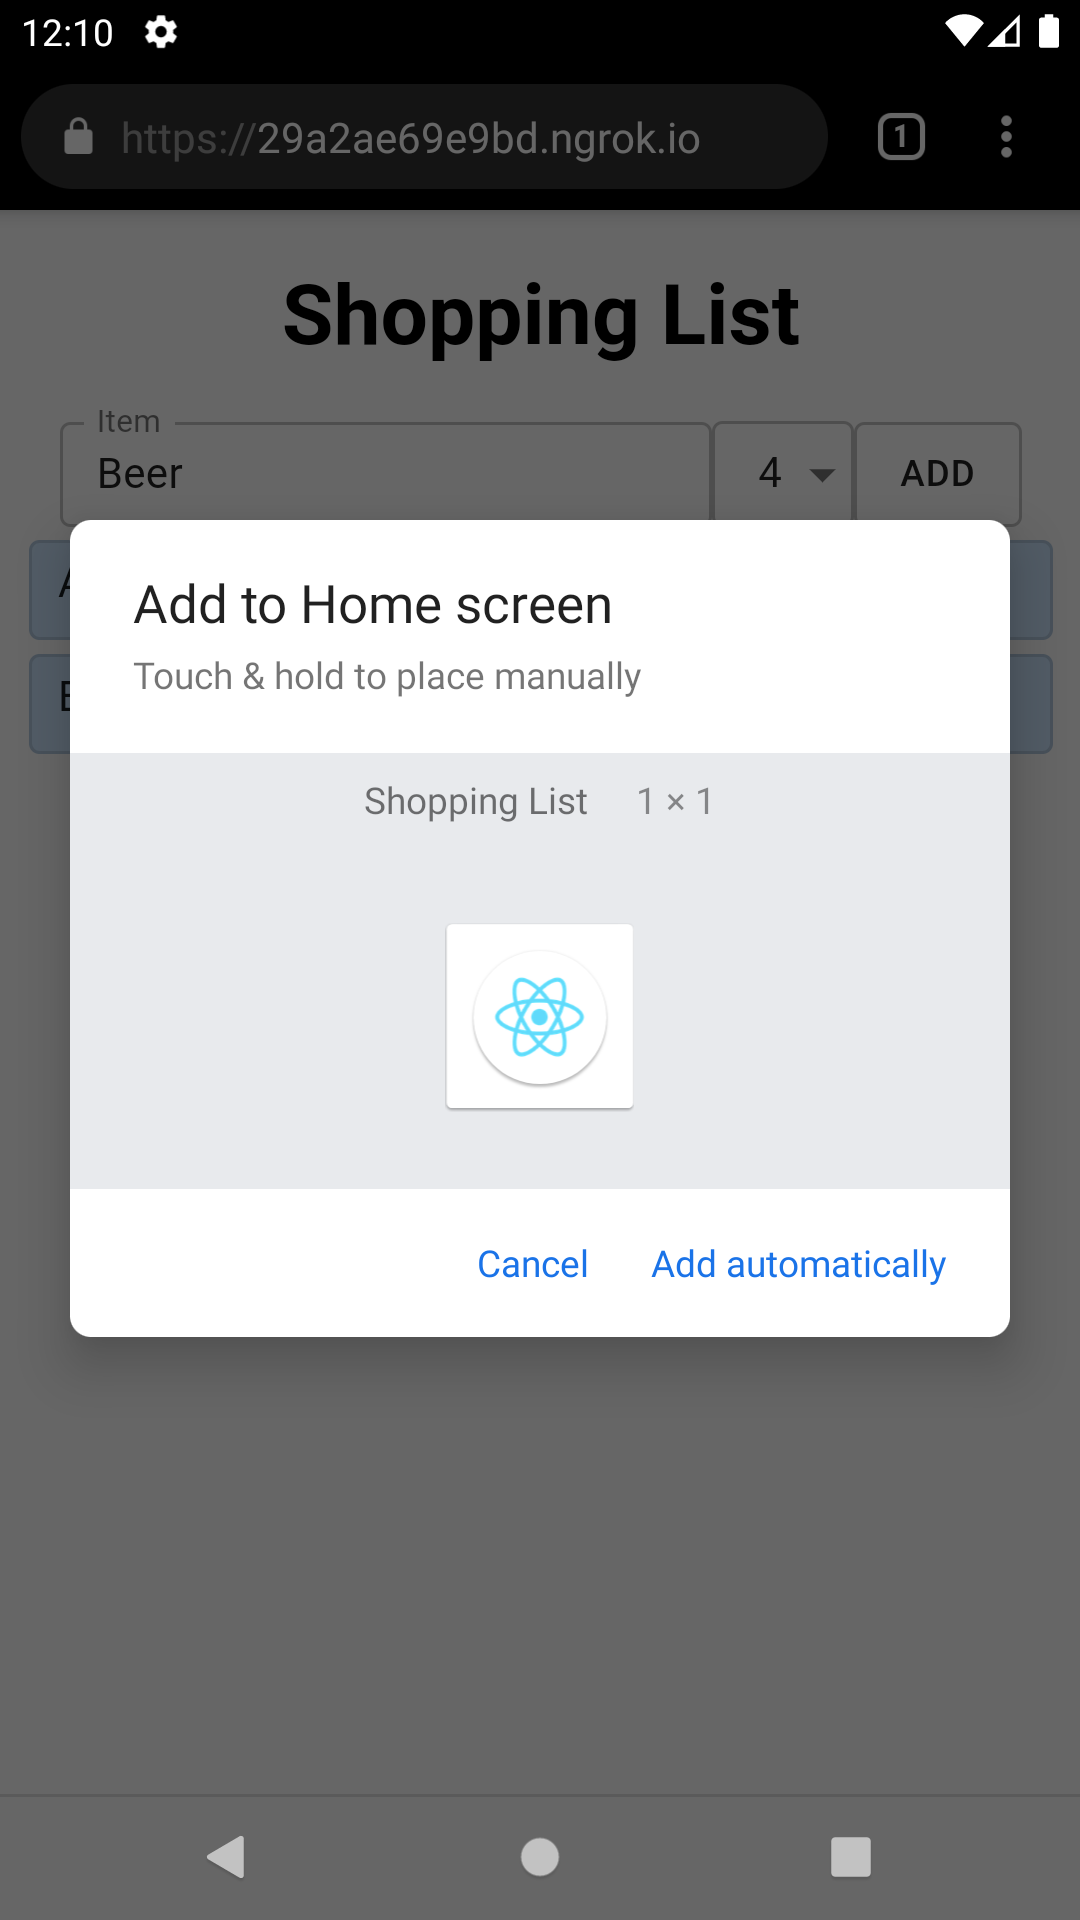 12:10
https://29a2ae69e9bd.ngrok.io
1
Shopping List
Item
Beer
4
ADD
Add to Home screen
Touch & hold to place manually
Shopping List 1 × 1
Cancel
Add automatically